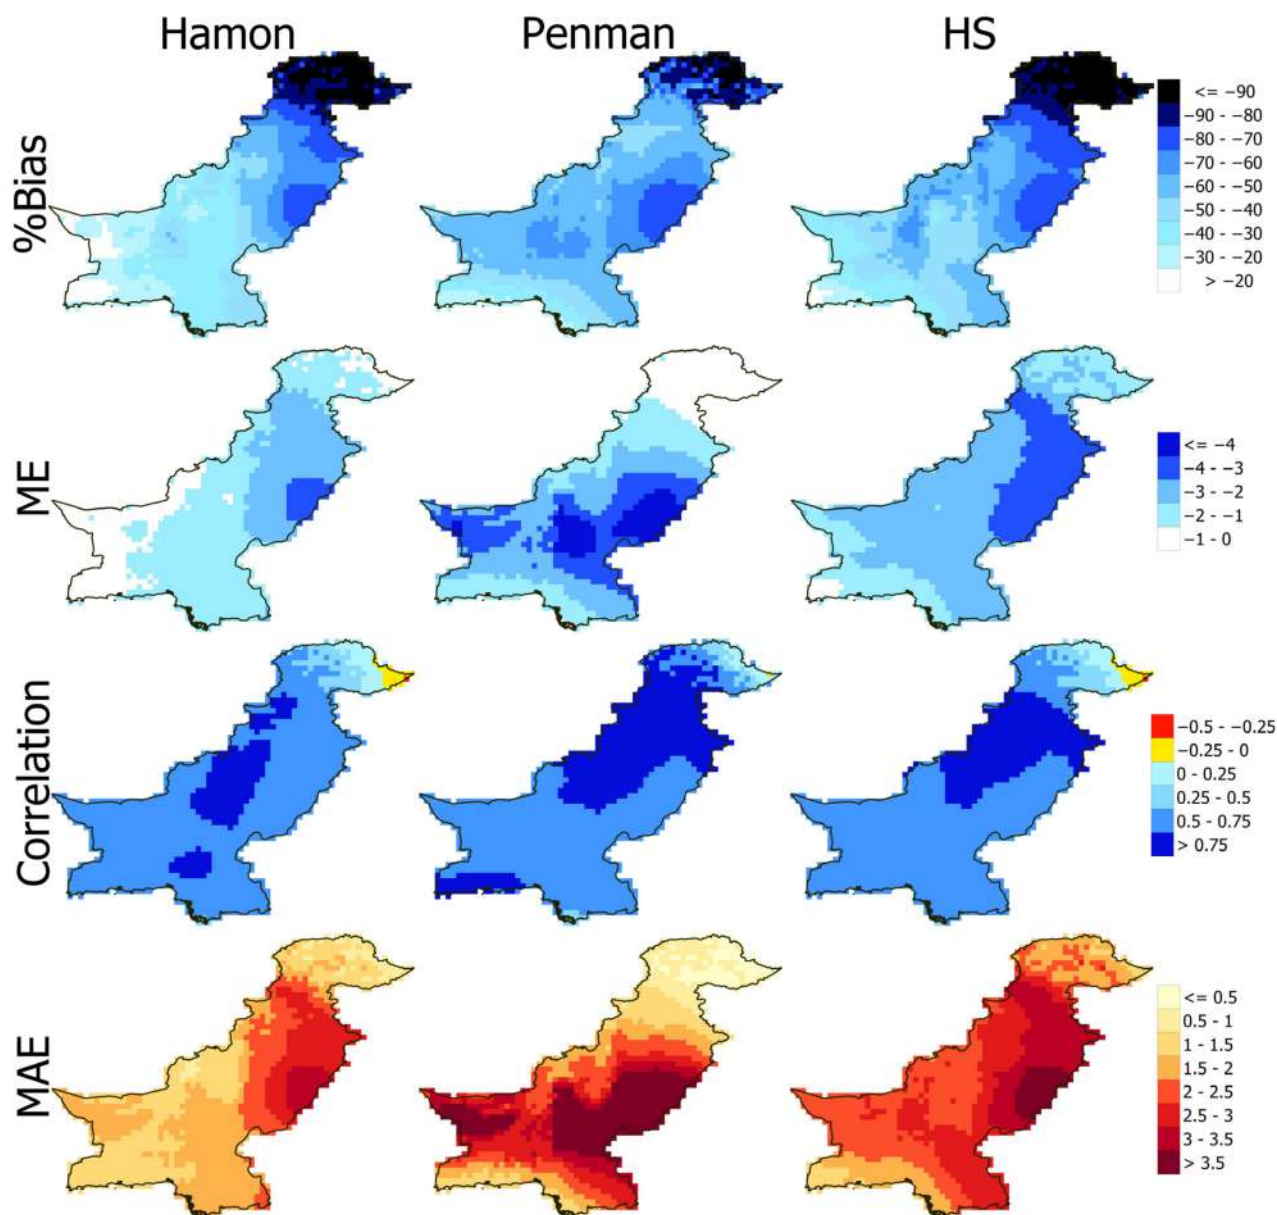 Hamon Penman HS
%Bias
<= −90
−90 - −80
−80 - −70
−70 - −60
−60 - −50
−50 - −40
−40 - −30
−30 - −20
> −20
ME
<= −4
−4 - −3
−3 - −2
−2 - −1
−1 - 0
Correlation
−0.5 - −0.25
−0.25 - 0
0 - 0.25
0.25 - 0.5
0.5 - 0.75
> 0.75
MAE
<= 0.5
0.5 - 1
1 - 1.5
1.5 - 2
2 - 2.5
2.5 - 3
3 - 3.5
> 3.5